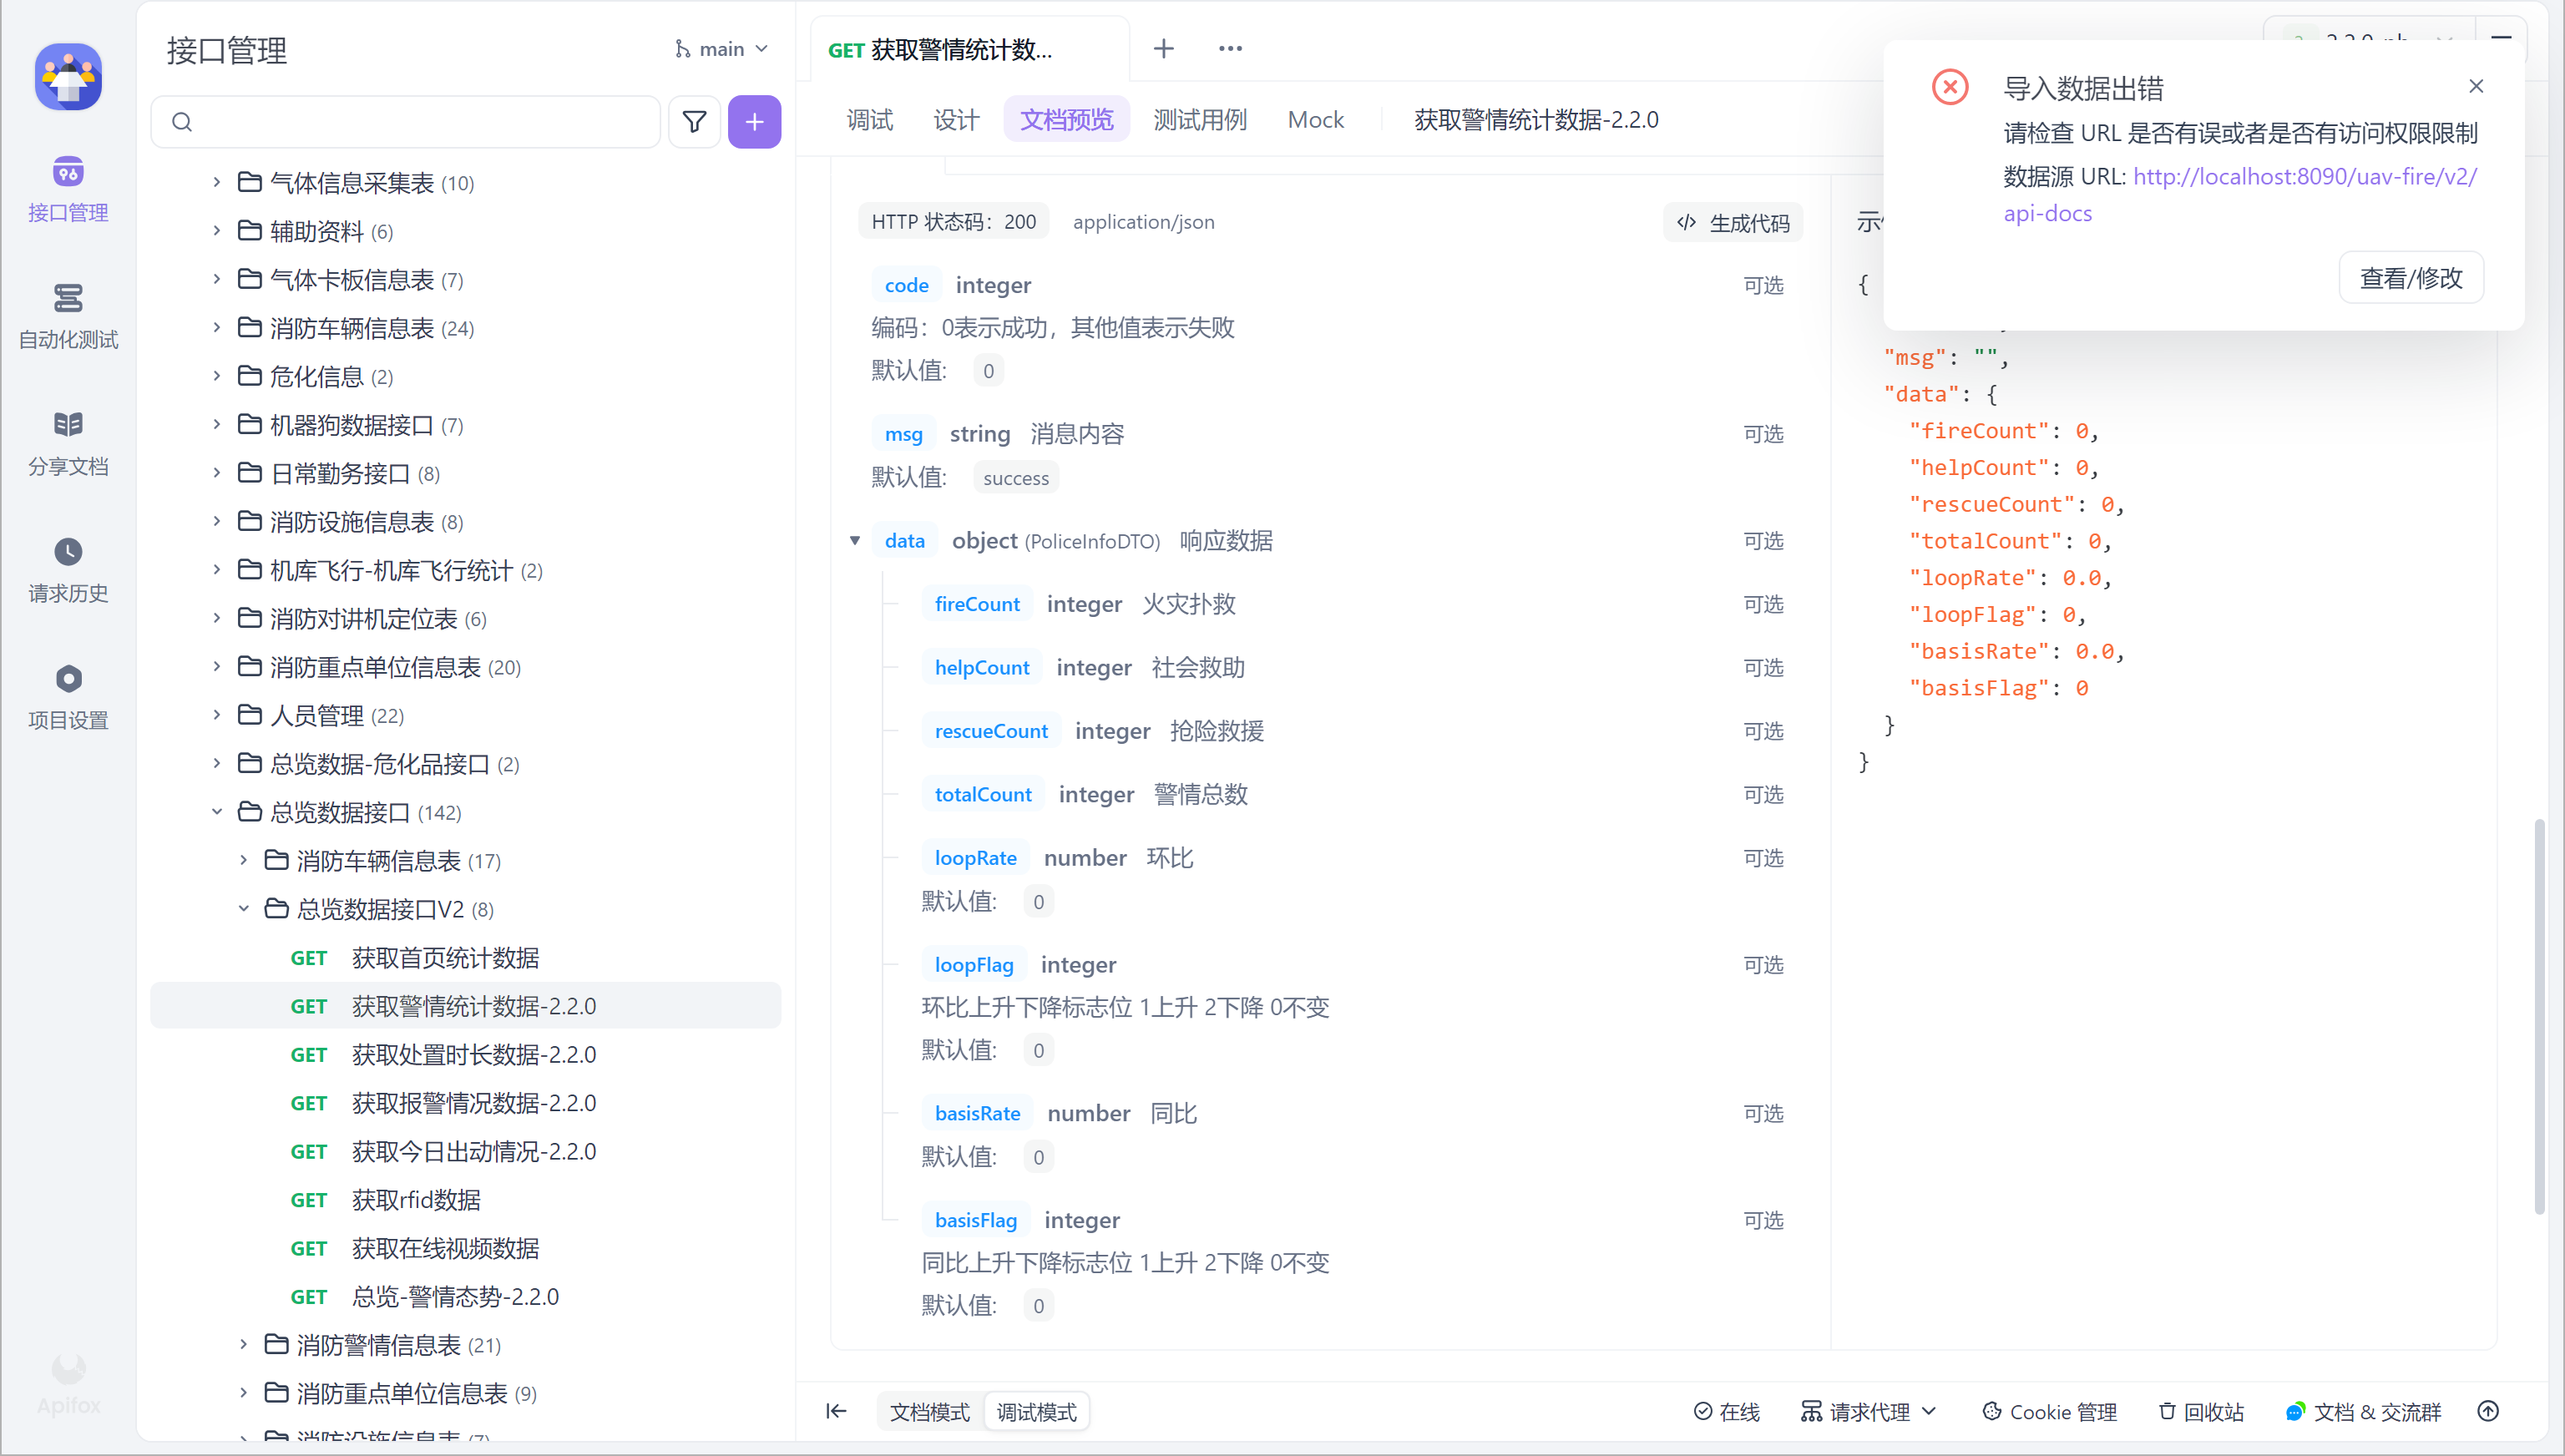 接口管理
自动化测试
分享文档
请求历史
项目设置
Apifox
接口管理
main
气体信息采集表 (10)
辅助资料 (6)
气体卡板信息表 (7)
消防车辆信息表 (24)
危化信息 (2)
机器狗数据接口 (7)
日常勤务接口 (8)
消防设施信息表 (8)
机库飞行-机库飞行统计 (2)
消防对讲机定位表 (6)
消防重点单位信息表 (20)
人员管理 (22)
总览数据-危化品接口 (2)
总览数据接口 (142)
消防车辆信息表 (17)
总览数据接口V2 (8)
GET 获取首页统计数据
GET 获取警情统计数据-2.2.0
GET 获取处置时长数据-2.2.0
GET 获取报警情况数据-2.2.0
GET 获取今日出动情况-2.2.0
GET 获取rfid数据
GET 获取在线视频数据
GET 总览-警情态势-2.2.0
消防警情信息表 (21)
消防重点单位信息表 (9)
消防设施信息表 (7)
GET 获取警情统计数...
调试 设计 文档预览 测试用例 Mock 获取警情统计数据-2.2.0
HTTP 状态码：200 application/json 生成代码
code integer 可选
编码：0表示成功，其他值表示失败
默认值: 0
msg string 消息内容 可选
默认值: success
data object (PoliceInfoDTO) 响应数据 可选
fireCount integer 火灾扑救 可选
helpCount integer 社会救助 可选
rescueCount integer 抢险救援 可选
totalCount integer 警情总数 可选
loopRate number 环比 可选
默认值: 0
loopFlag integer 可选
环比上升下降标志位 1上升 2下降 0不变
默认值: 0
basisRate number 同比 可选
默认值: 0
basisFlag integer 可选
同比上升下降标志位 1上升 2下降 0不变
默认值: 0
示
{
"msg": "",
"data": {
"fireCount": 0,
"helpCount": 0,
"rescueCount": 0,
"totalCount": 0,
"loopRate": 0.0,
"loopFlag": 0,
"basisRate": 0.0,
"basisFlag": 0
}
}
导入数据出错
请检查 URL 是否有误或者是否有访问权限限制
数据源 URL: http://localhost:8090/uav-fire/v2/
api-docs
查看/修改
文档模式 调试模式
在线 请求代理 Cookie 管理 回收站 文档 & 交流群